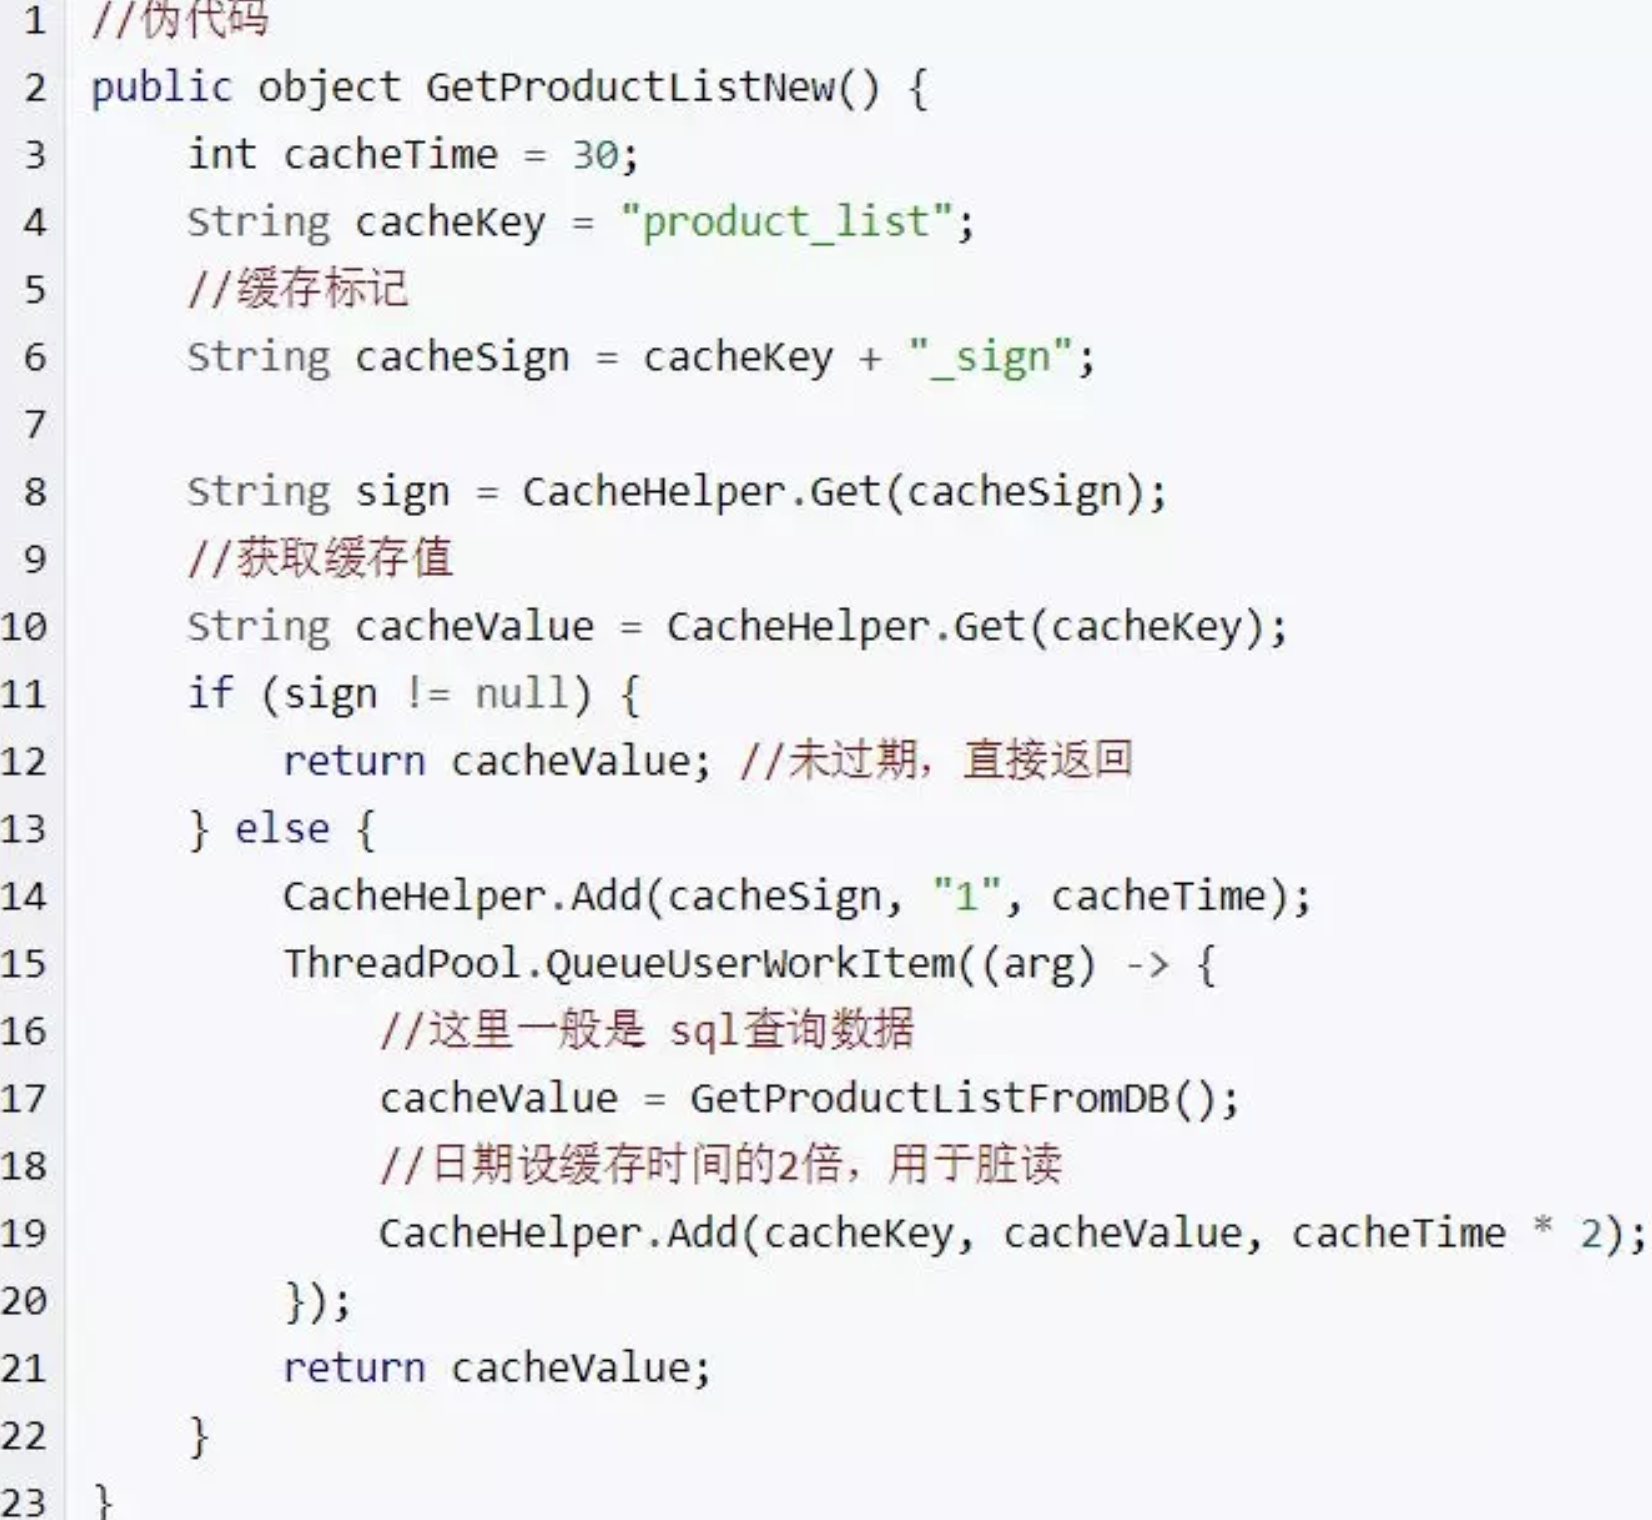 1 //伪代码
2 public object GetProductListNew() {
3     int cacheTime = 30;
4     String cacheKey = "product_list";
5     //缓存标记
6     String cacheSign = cacheKey + "_sign";
7
8     String sign = CacheHelper.Get(cacheSign);
9     //获取缓存值
10     String cacheValue = CacheHelper.Get(cacheKey);
11     if (sign != null) {
12         return cacheValue; //未过期，直接返回
13     } else {
14         CacheHelper.Add(cacheSign, "1", cacheTime);
15         ThreadPool.QueueUserWorkItem((arg) -> {
16             //这里一般是 sql查询数据
17             cacheValue = GetProductListFromDB();
18             //日期设缓存时间的2倍，用于脏读
19             CacheHelper.Add(cacheKey, cacheValue, cacheTime * 2);
20         });
21         return cacheValue;
22     }
23 }